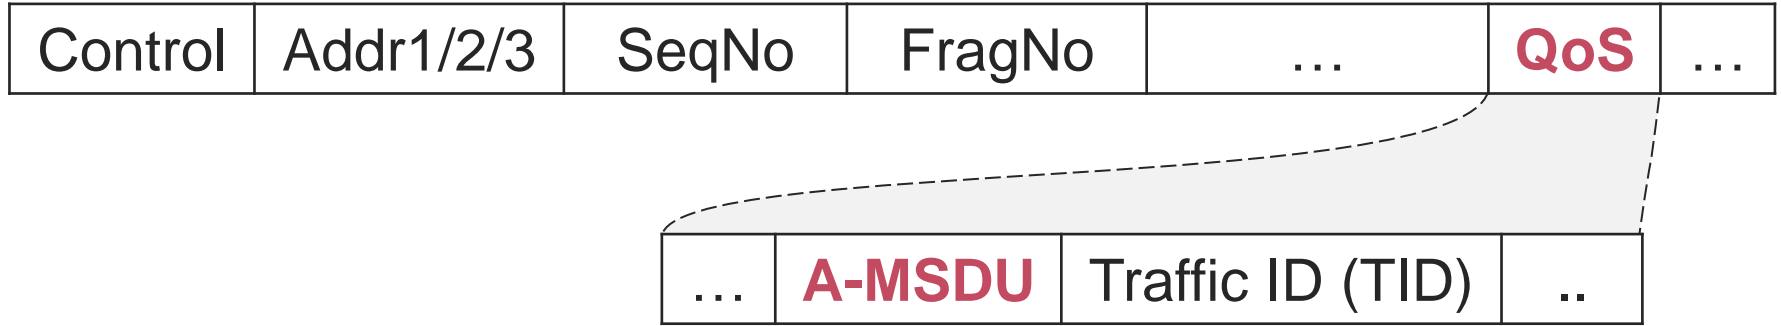 Control Addr1/2/3 SeqNo FragNo … QoS …
… A-MSDU Traffic ID (TID) ..